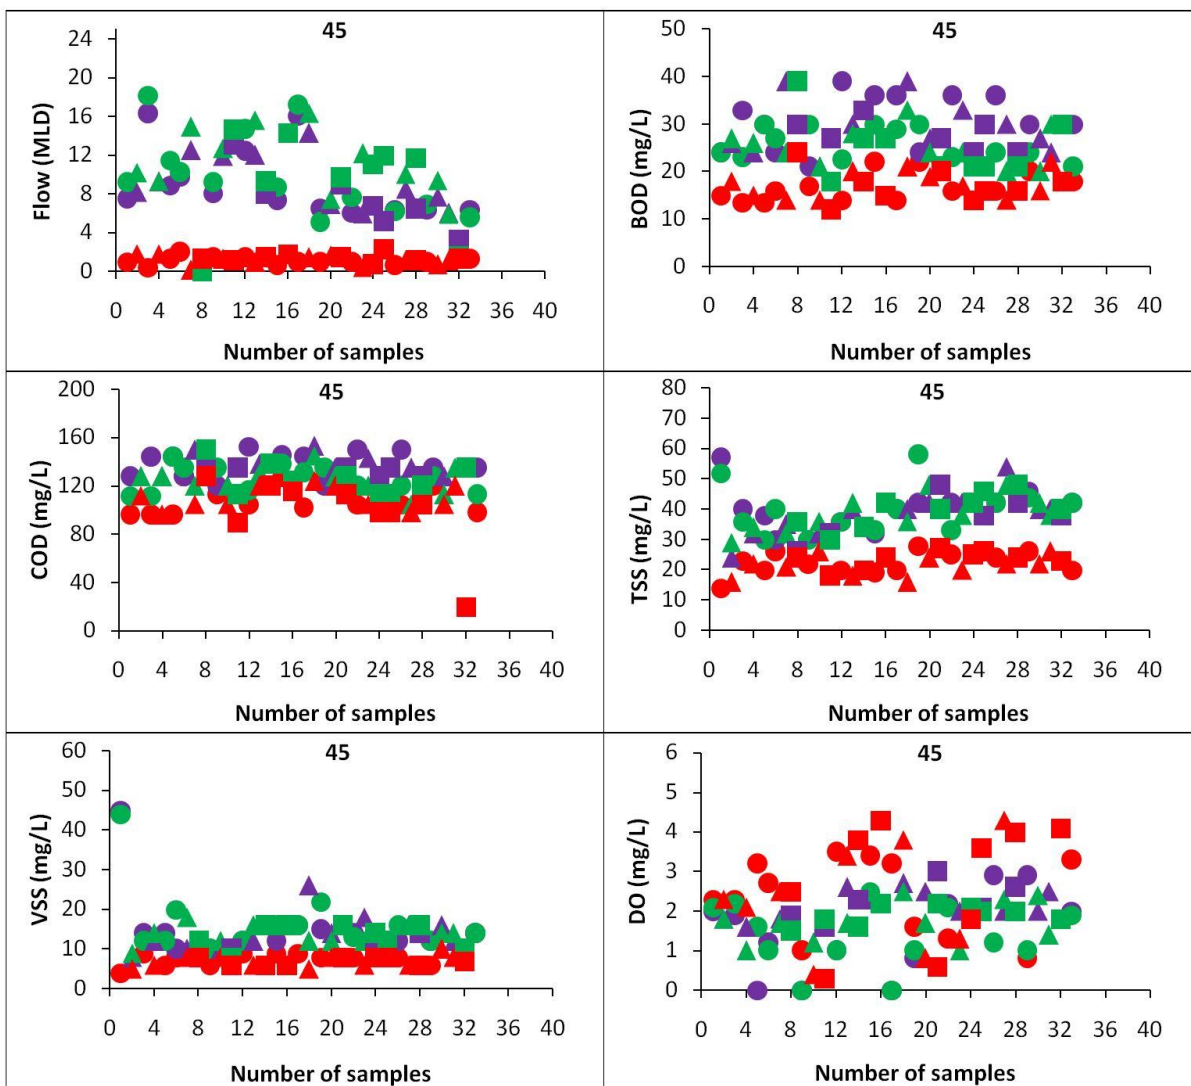 45
24
20
16
12
8
4
0
Flow (MLD)
0 4 8 12 16 20 24 28 32 36 40
Number of samples
45
50
40
30
20
10
0
BOD (mg/L)
0 4 8 12 16 20 24 28 32 36 40
Number of samples
45
200
160
120
80
40
0
COD (mg/L)
0 4 8 12 16 20 24 28 32 36 40
Number of samples
45
80
70
60
50
40
30
20
10
0
TSS (mg/L)
0 4 8 12 16 20 24 28 32 36 40
Number of samples
45
60
50
40
30
20
10
0
VSS (mg/L)
0 4 8 12 16 20 24 28 32 36 40
Number of samples
45
6
5
4
3
2
1
0
DO (mg/L)
0 4 8 12 16 20 24 28 32 36 40
Number of samples